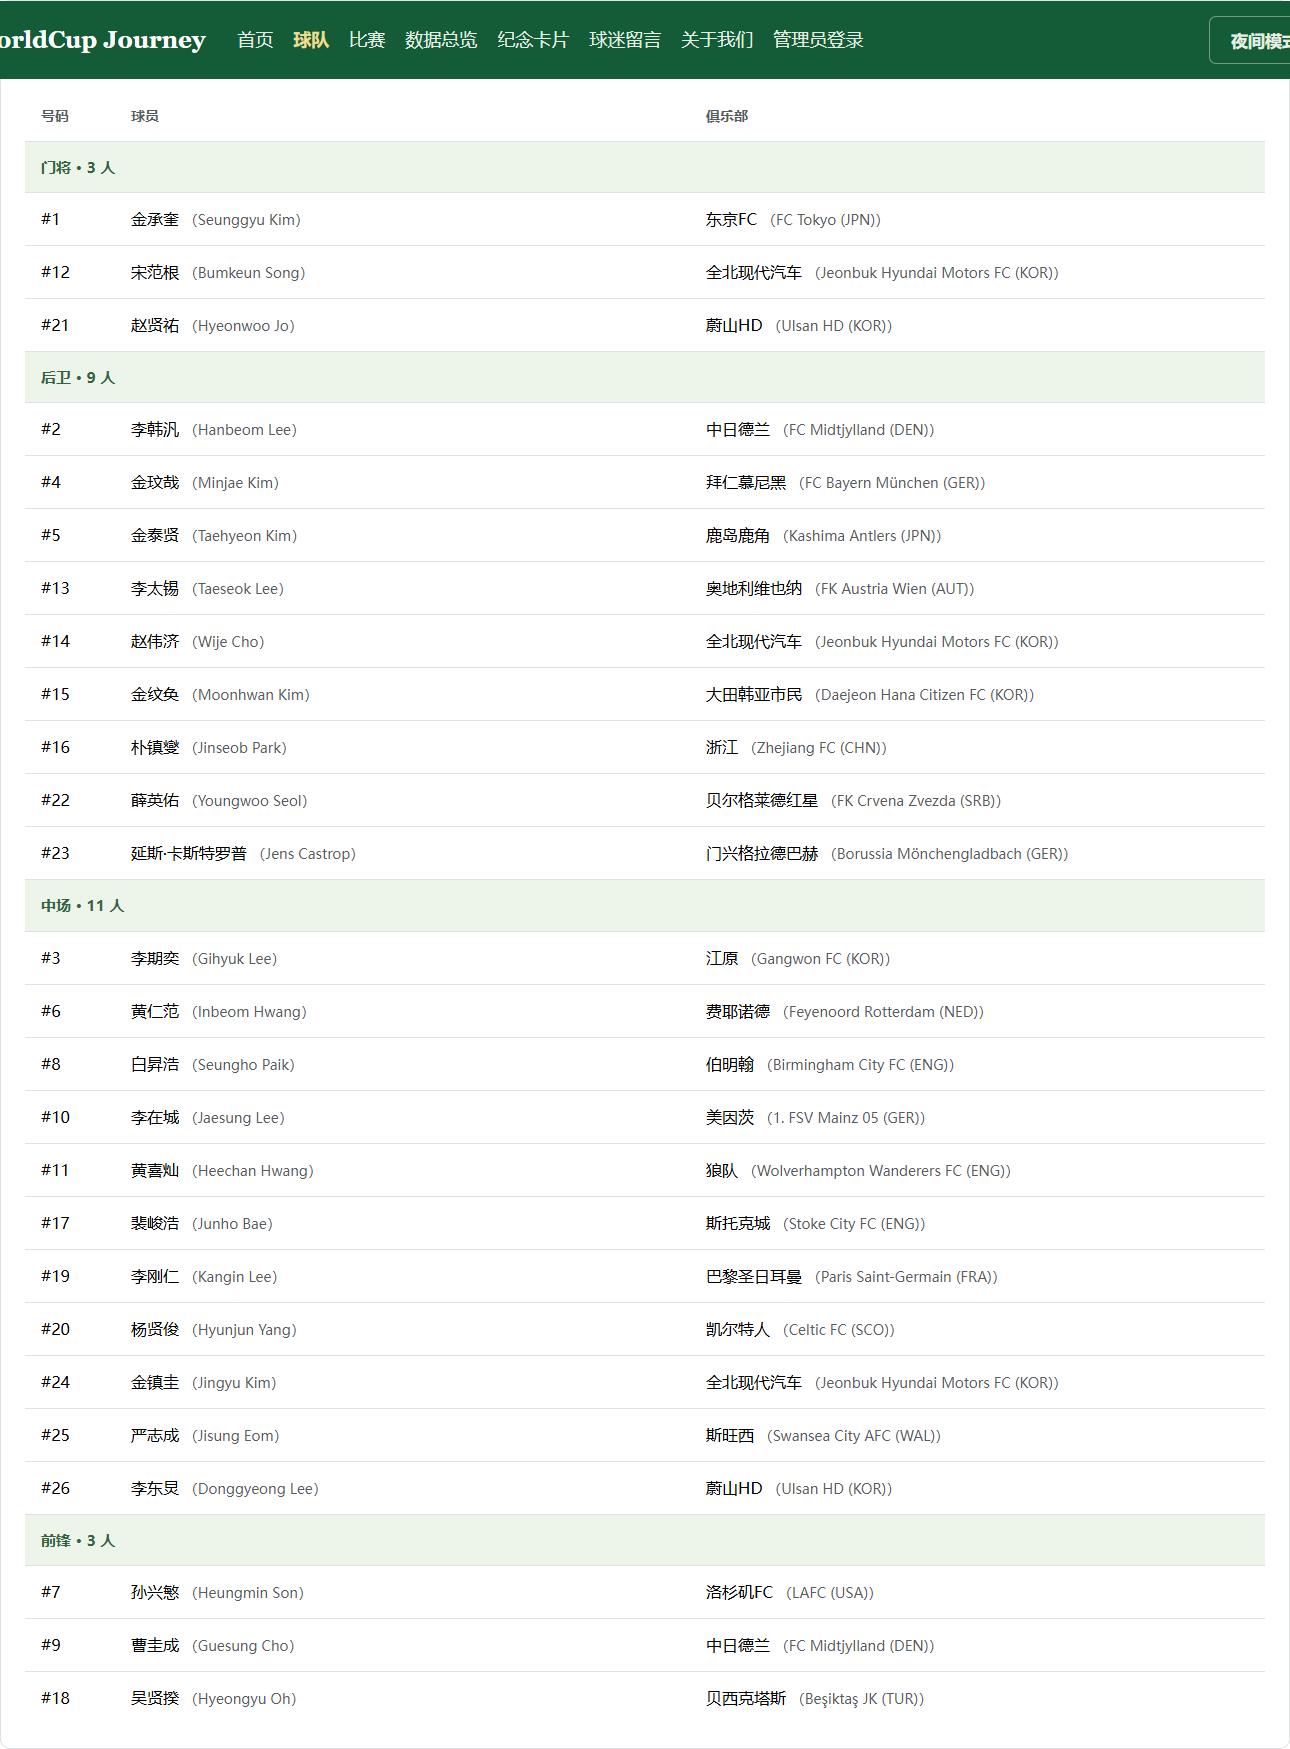 orldCup Journey 首页 球队 比赛 数据总览 纪念卡片 球迷留言 关于我们 管理员登录 夜间模式
号码 球员 俱乐部
门将 • 3 人
#1 金承奎 (Seunggyu Kim) 东京FC (FC Tokyo (JPN))
#12 宋范根 (Bumkeun Song) 全北现代汽车 (Jeonbuk Hyundai Motors FC (KOR))
#21 赵贤祐 (Hyeonwoo Jo) 蔚山HD (Ulsan HD (KOR))
后卫 • 9 人
#2 李韩汎 (Hanbeom Lee) 中日德兰 (FC Midtjylland (DEN))
#4 金玟哉 (Minjae Kim) 拜仁慕尼黑 (FC Bayern München (GER))
#5 金泰贤 (Taehyeon Kim) 鹿岛鹿角 (Kashima Antlers (JPN))
#13 李太锡 (Taeseok Lee) 奥地利维也纳 (FK Austria Wien (AUT))
#14 赵伟济 (Wije Cho) 全北现代汽车 (Jeonbuk Hyundai Motors FC (KOR))
#15 金纹奂 (Moonhwan Kim) 大田韩亚市民 (Daejeon Hana Citizen FC (KOR))
#16 朴镇燮 (Jinseob Park) 浙江 (Zhejiang FC (CHN))
#22 薛英佑 (Youngwoo Seol) 贝尔格莱德红星 (FK Crvena Zvezda (SRB))
#23 延斯·卡斯特罗普 (Jens Castrop) 门兴格拉德巴赫 (Borussia Mönchengladbach (GER))
中场 • 11 人
#3 李期奕 (Gihyuk Lee) 江原 (Gangwon FC (KOR))
#6 黄仁范 (Inbeom Hwang) 费耶诺德 (Feyenoord Rotterdam (NED))
#8 白昇浩 (Seungho Paik) 伯明翰 (Birmingham City FC (ENG))
#10 李在城 (Jaesung Lee) 美因茨 (1. FSV Mainz 05 (GER))
#11 黄喜灿 (Heechan Hwang) 狼队 (Wolverhampton Wanderers FC (ENG))
#17 裴峻浩 (Junho Bae) 斯托克城 (Stoke City FC (ENG))
#19 李刚仁 (Kangin Lee) 巴黎圣日耳曼 (Paris Saint-Germain (FRA))
#20 杨贤俊 (Hyunjun Yang) 凯尔特人 (Celtic FC (SCO))
#24 金镇圭 (Jingyu Kim) 全北现代汽车 (Jeonbuk Hyundai Motors FC (KOR))
#25 严志成 (Jisung Eom) 斯旺西 (Swansea City AFC (WAL))
#26 李东炅 (Donggyeong Lee) 蔚山HD (Ulsan HD (KOR))
前锋 • 3 人
#7 孙兴慜 (Heungmin Son) 洛杉矶FC (LAFC (USA))
#9 曹圭成 (Guesung Cho) 中日德兰 (FC Midtjylland (DEN))
#18 吴贤揆 (Hyeongyu Oh) 贝西克塔斯 (Beşiktaş JK (TUR))